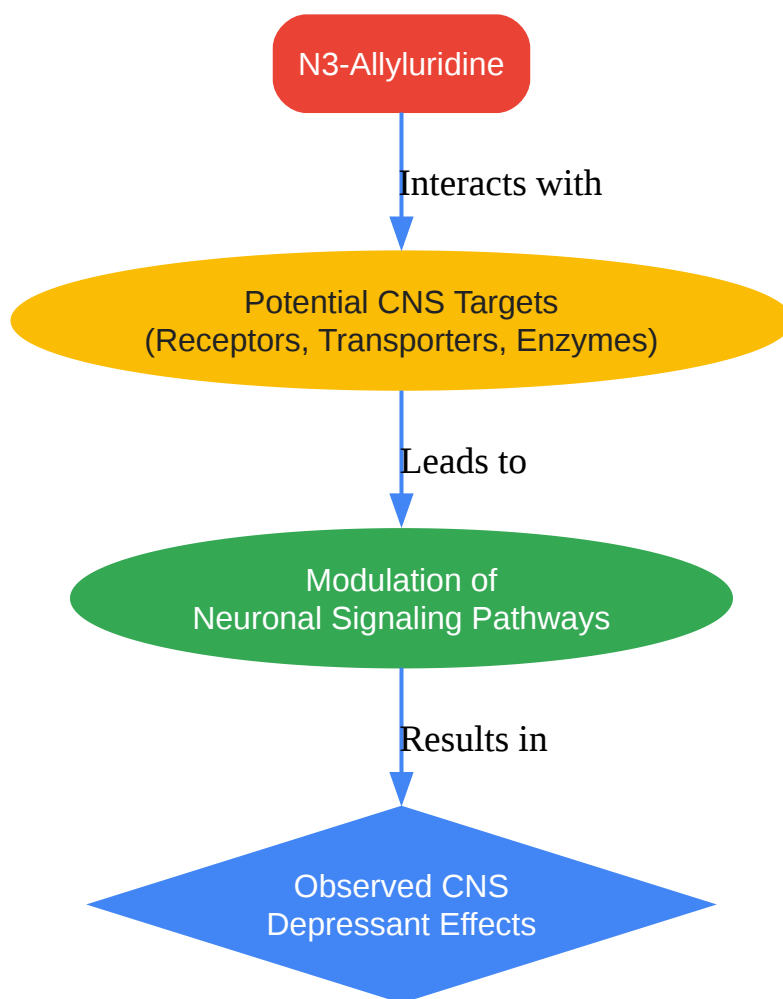 N3-Allyluridine
Interacts with
Potential CNS Targets
(Receptors, Transporters, Enzymes)
Leads to
Modulation of
Neuronal Signaling Pathways
Results in
Observed CNS
Depressant Effects